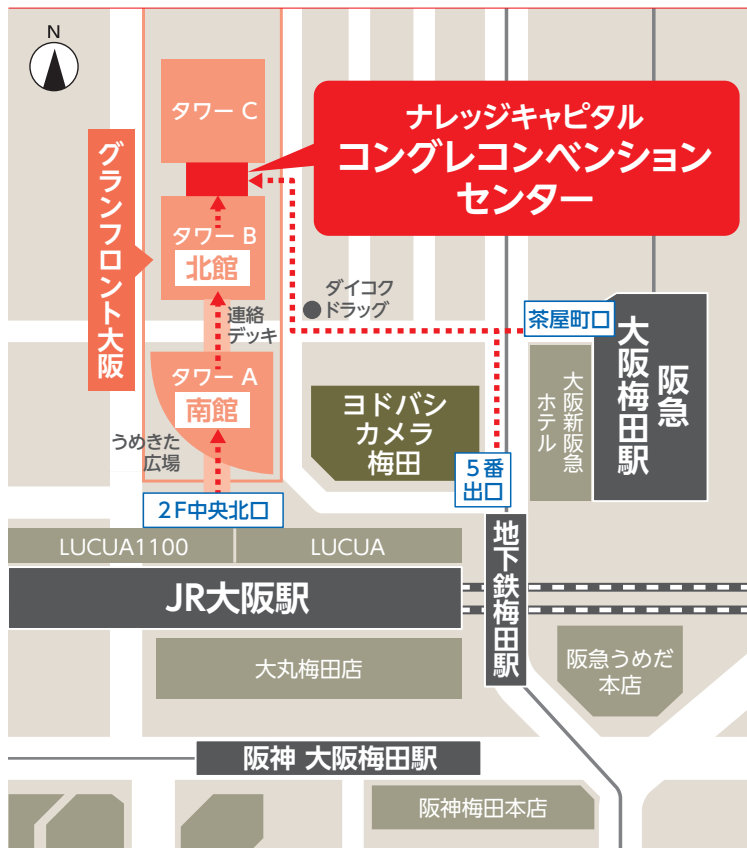 N
タワー C
ナレッジキャピタル
コングレコンベンション
センター
グランフロント大阪
タワー B
北館
連絡
デッキ
ダイコク
ドラッグ
茶屋町口
阪急
大阪梅田駅
大阪新阪急
ホテル
タワー A
南館
うめきた
広場
ヨドバシ
カメラ
梅田
5番
出口
2F中央北口
LUCUA1100
LUCUA
JR大阪駅
地下鉄梅田駅
大丸梅田店
阪急うめだ
本店
阪神 大阪梅田駅
阪神梅田本店